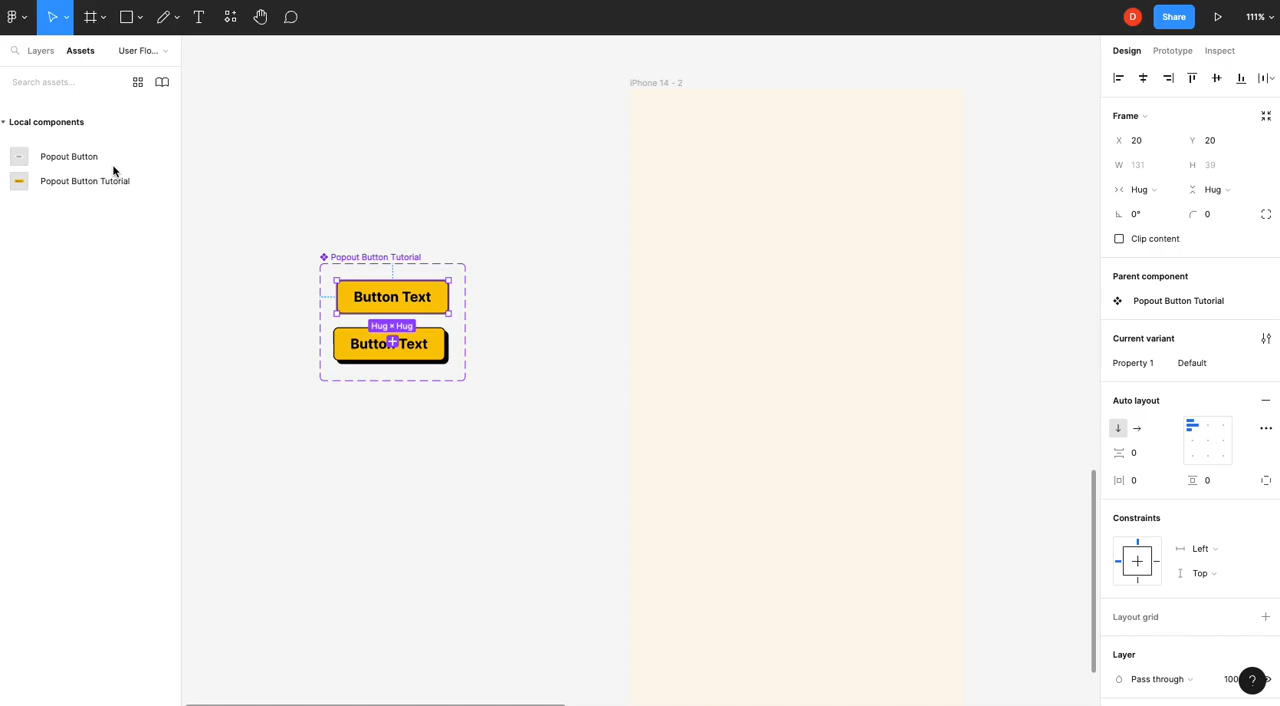 D
Share
111%
Layers
Assets
User Flo...
Search assets...
Local components
Popout Button
Popout Button Tutorial
iPhone 14 - 2
Popout Button Tutorial
Button Text
Hug × Hug
Button Text
Design
Prototype
Inspect
Frame
X 20
Y 20
W 131
H 39
Hug
Hug
0°
0
Clip content
Parent component
Popout Button Tutorial
Current variant
Property 1 Default
Auto layout
0
0
0
Constraints
Left
Top
Layout grid
Layer
Pass through
100
?